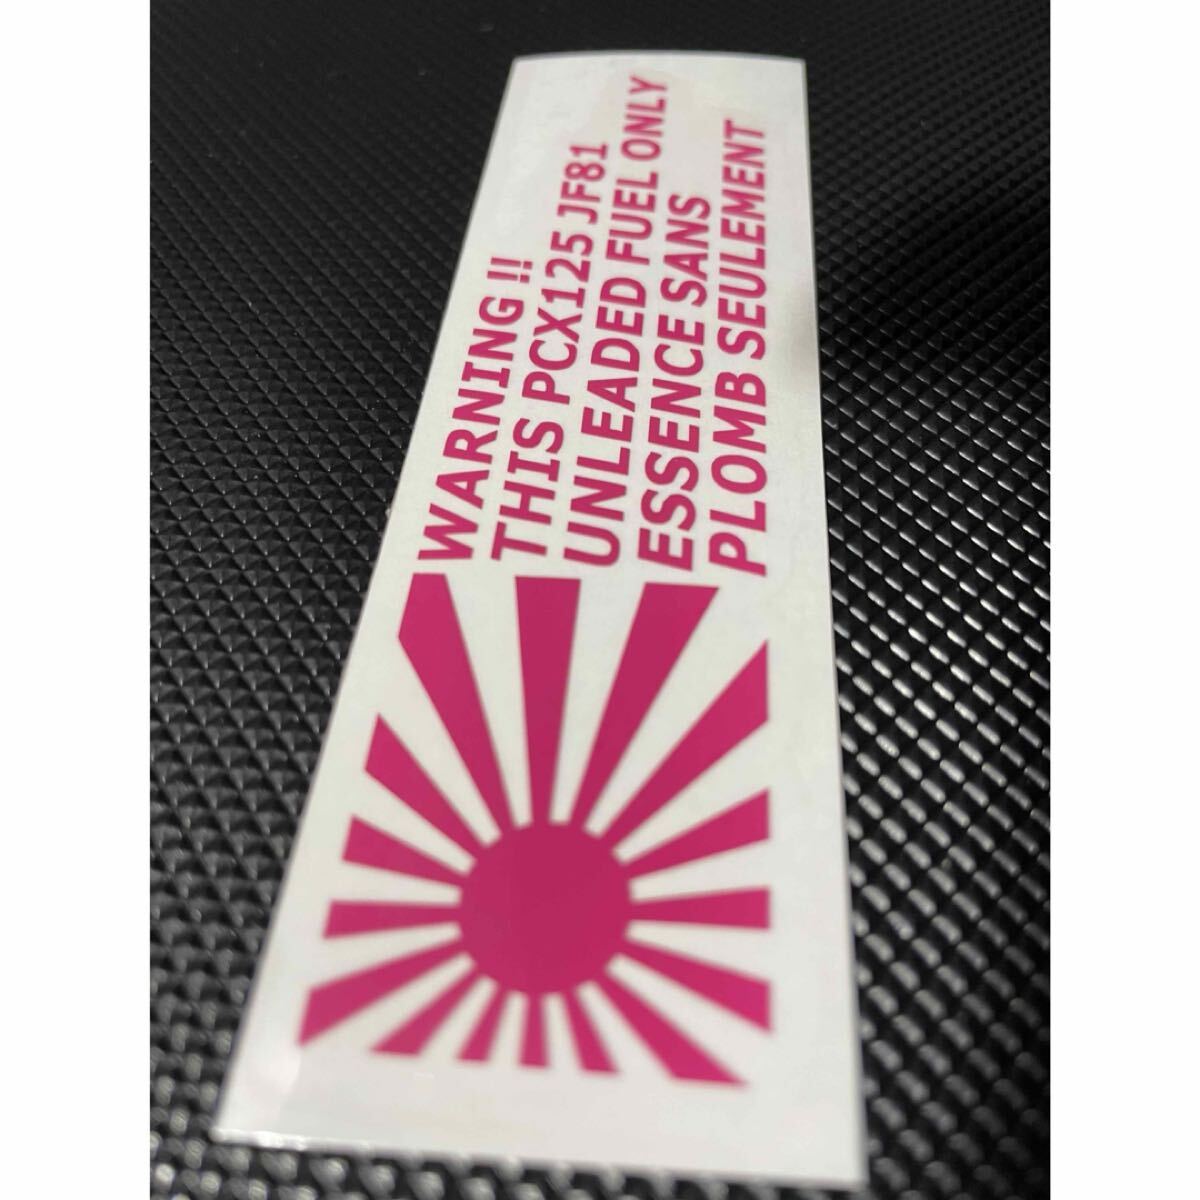 WARNING !!
THIS PCX125 JF81
UNLEADED FUEL ONLY
ESSENCE SANS
PLOMB SEULEMENT